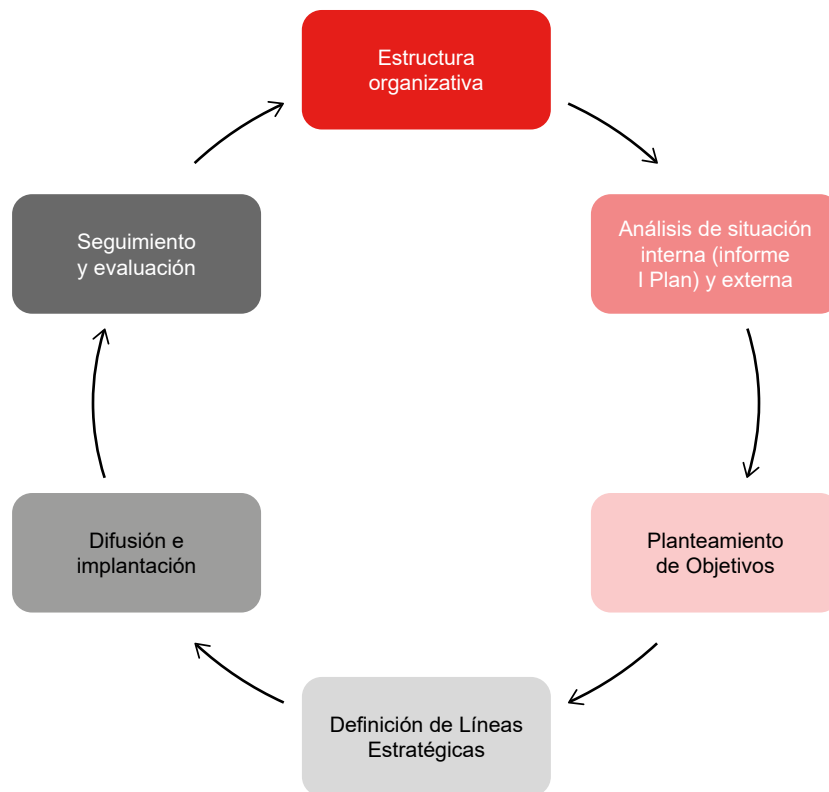 Estructura
organizativa
Análisis de situación
interna (informe
I Plan) y externa
Planteamiento
de Objetivos
Definición de Líneas
Estratégicas
Difusión e
implantación
Seguimiento
y evaluación